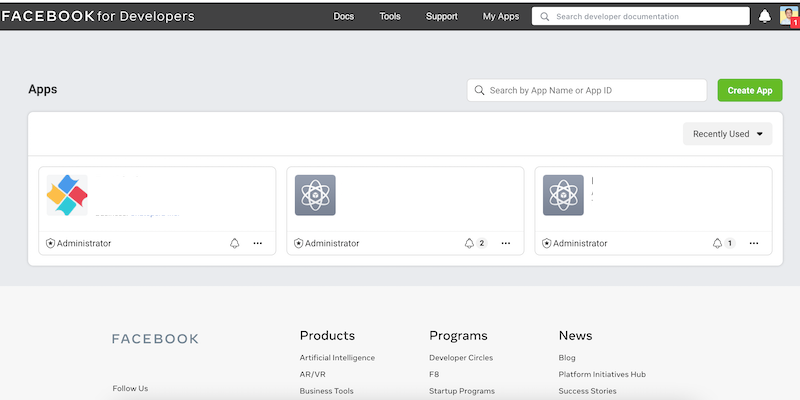 FACEBOOK for Developers Docs Tools Support My Apps Search developer documentation 1
Apps Search by App Name or App ID Create App
Recently Used
Administrator ••• Administrator 2 ••• Administrator 1 •••
FACEBOOK Products Programs News
Artificial Intelligence Developer Circles Blog
AR/VR F8 Platform Initiatives Hub
Follow Us Business Tools Startup Programs Success Stories